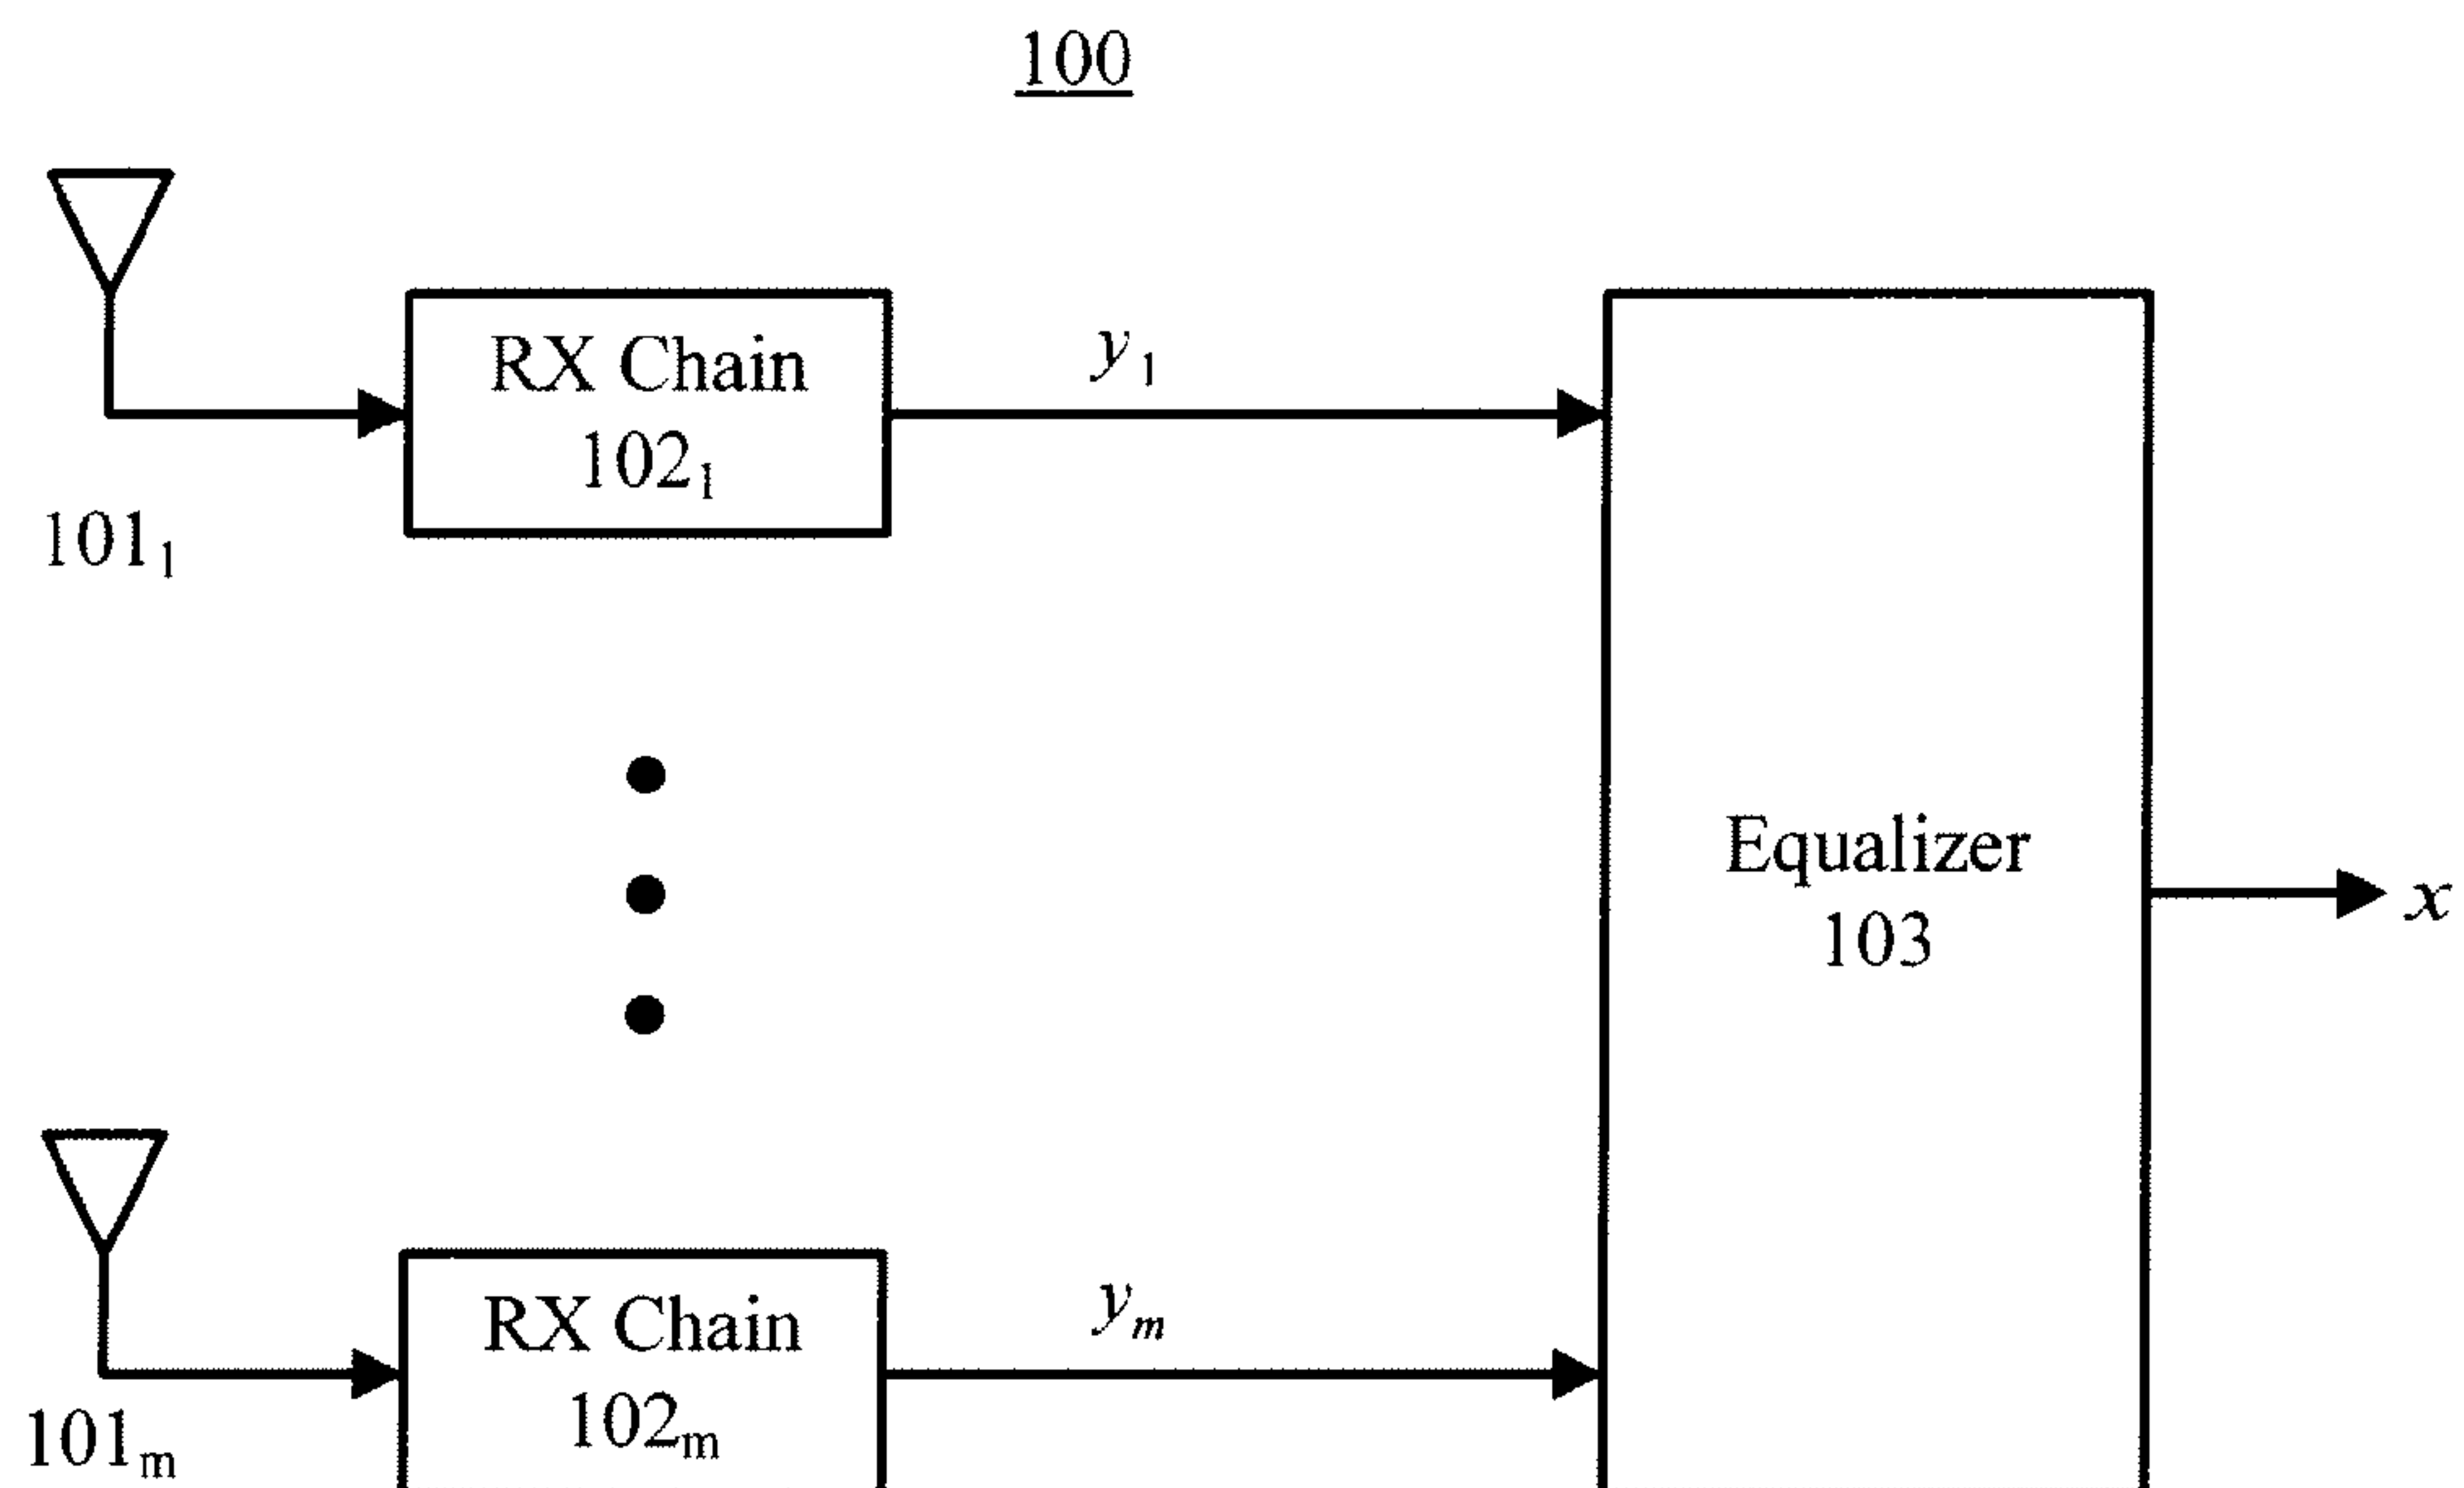 100
RX Chain
102₁
y₁
101₁
Equalizer
103
x
RX Chain
102ₘ
yₘ
101ₘ